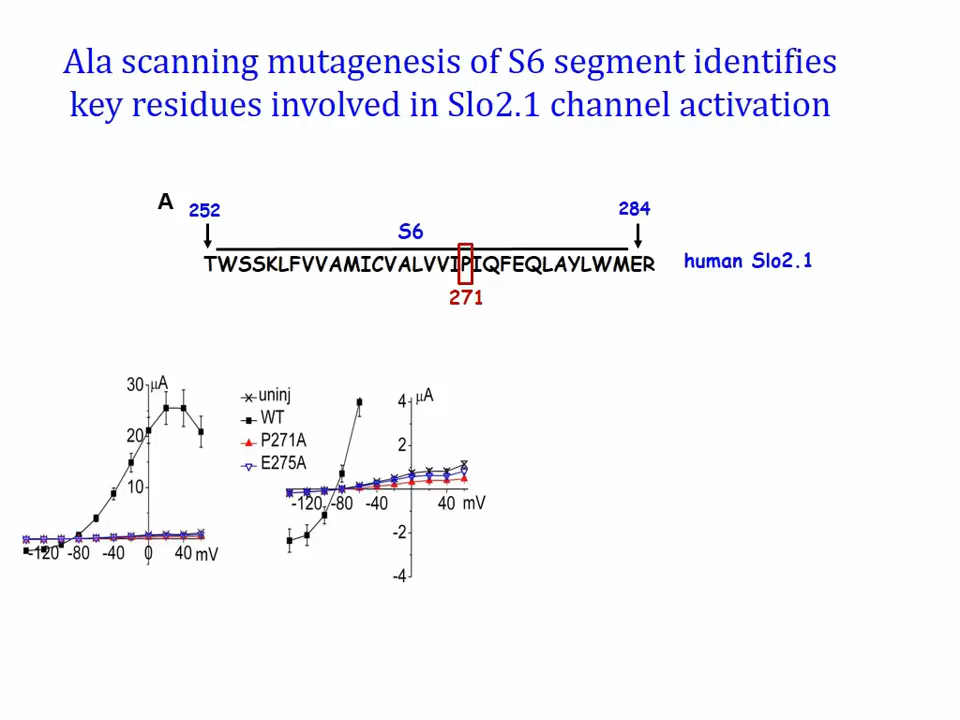 Ala scanning mutagenesis of S6 segment identifies
key residues involved in Slo2.1 channel activation
A
252
284
S6
TWSSKLFVVAMICVALVVIPIQFEQLAYLWMER
human Slo2.1
271
30 μA
20
10
-120 -80 -40 0 40 mV
uninj
WT
P271A
E275A
4 μA
2
-120 -80 -40 40 mV
-2
-4